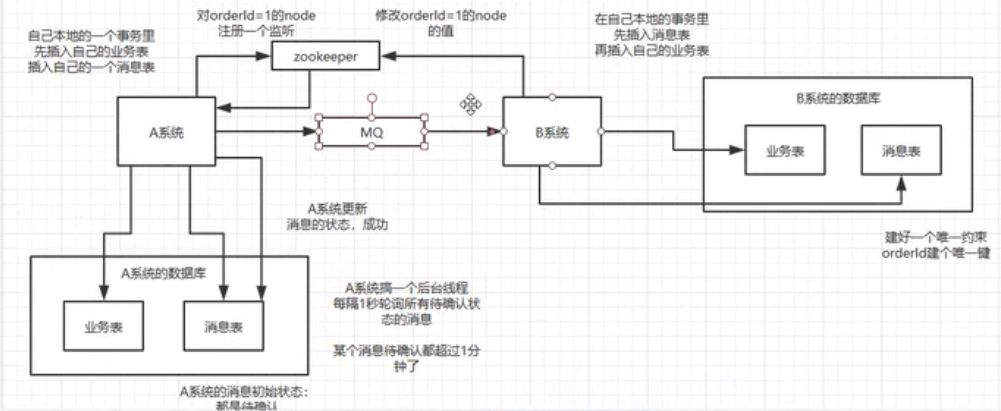 对orderId=1的node
注册一个监听
修改orderId=1的node
的值
自己本地的一个事务里
先插入自己的业务表
插入自己的一个消息表
在自己本地的事务里
先插入消息表
再插入自己的业务表
zookeeper
A系统
MQ
B系统
B系统的数据库
业务表
消息表
A系统更新
消息的状态，成功
建好一个唯一约束
orderId建个唯一键
A系统的数据库
业务表
消息表
A系统搞一个后台线程
每隔1秒轮询所有待确认状
态的消息
某个消息待确认都超过1分
钟了
A系统的消息初始状态：
都是待确认